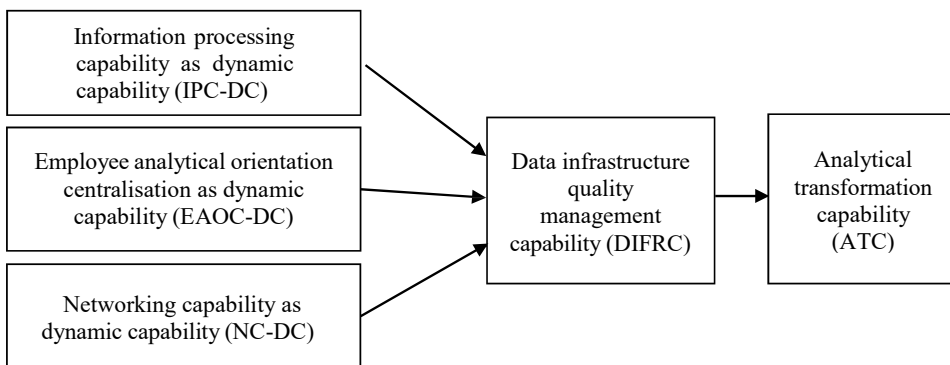 Information processing
capability as dynamic
capability (IPC-DC)
Employee analytical orientation
centralisation as dynamic
capability (EAOC-DC)
Networking capability as
dynamic capability (NC-DC)
Data infrastructure
quality
management
capability (DIFRC)
Analytical
transformation
capability
(ATC)